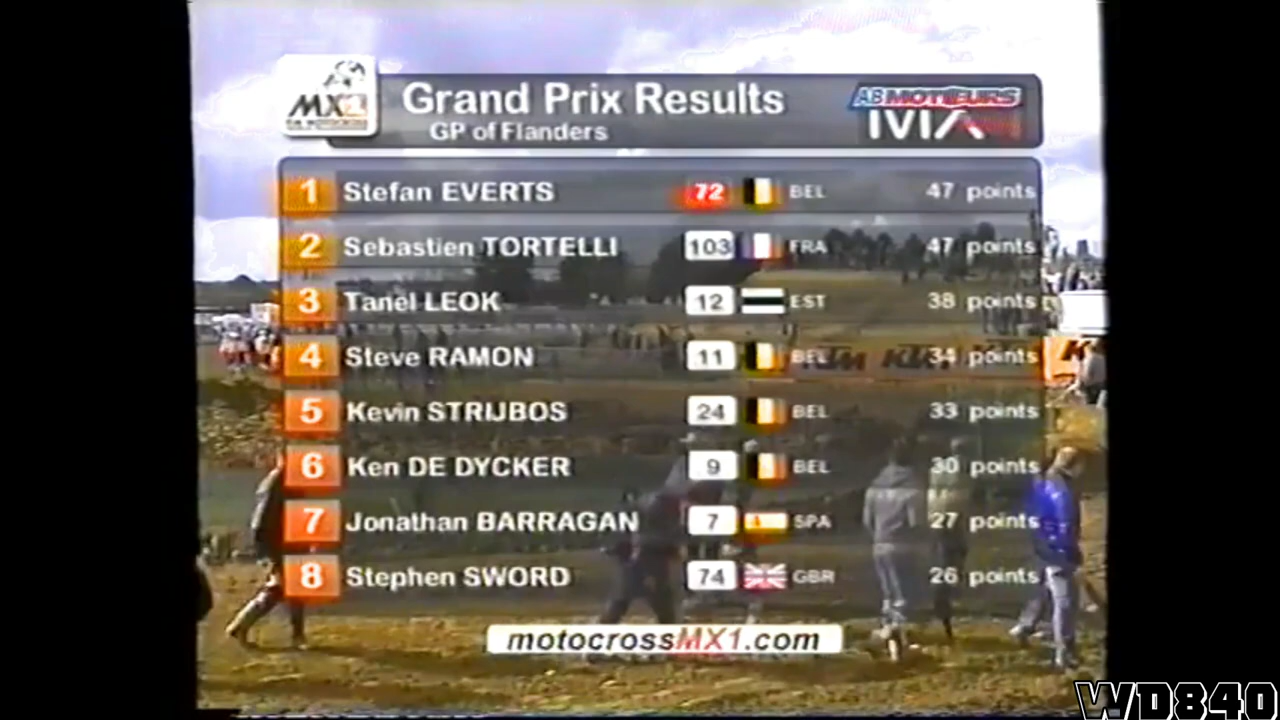 MX1
Grand Prix Results
GP of Flanders
AB MOTEURS
1 Stefan EVERTS 72 BEL 47 points
2 Sebastien TORTELLI 103 FRA 47 points
3 Tanel LEOK 12 EST 38 points
4 Steve RAMON 11 BEL 34 points
5 Kevin STRIJBOS 24 BEL 33 points
6 Ken DE DYCKER 9 BEL 30 points
7 Jonathan BARRAGAN 7 SPA 27 points
8 Stephen SWORD 74 GBR 26 points
KTM KTM
motocrossMX1.com
WD840